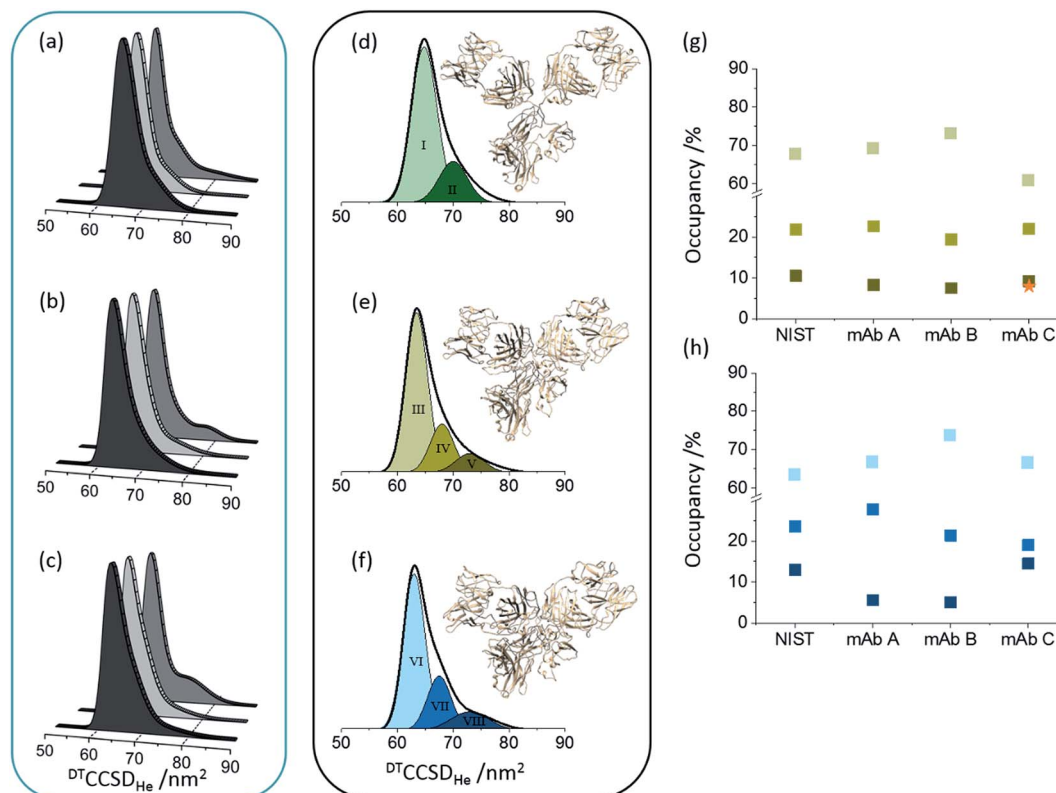 (a)
50
60
70
80
90
(b)
50
60
70
80
90
(c)
50
60
70
80
90
DTCCSDHe /nm2
(d)
I
II
50 60 70 80 90
(e)
III
IV
V
50 60 70 80 90
(f)
VI
VII
VIII
50 60 70 80 90
DTCCSDHe /nm2
(g)
Occupancy /%
90
80
70
60
20
10
0
NIST mAb A mAb B mAb C
(h)
Occupancy /%
90
80
70
60
20
10
0
NIST mAb A mAb B mAb C